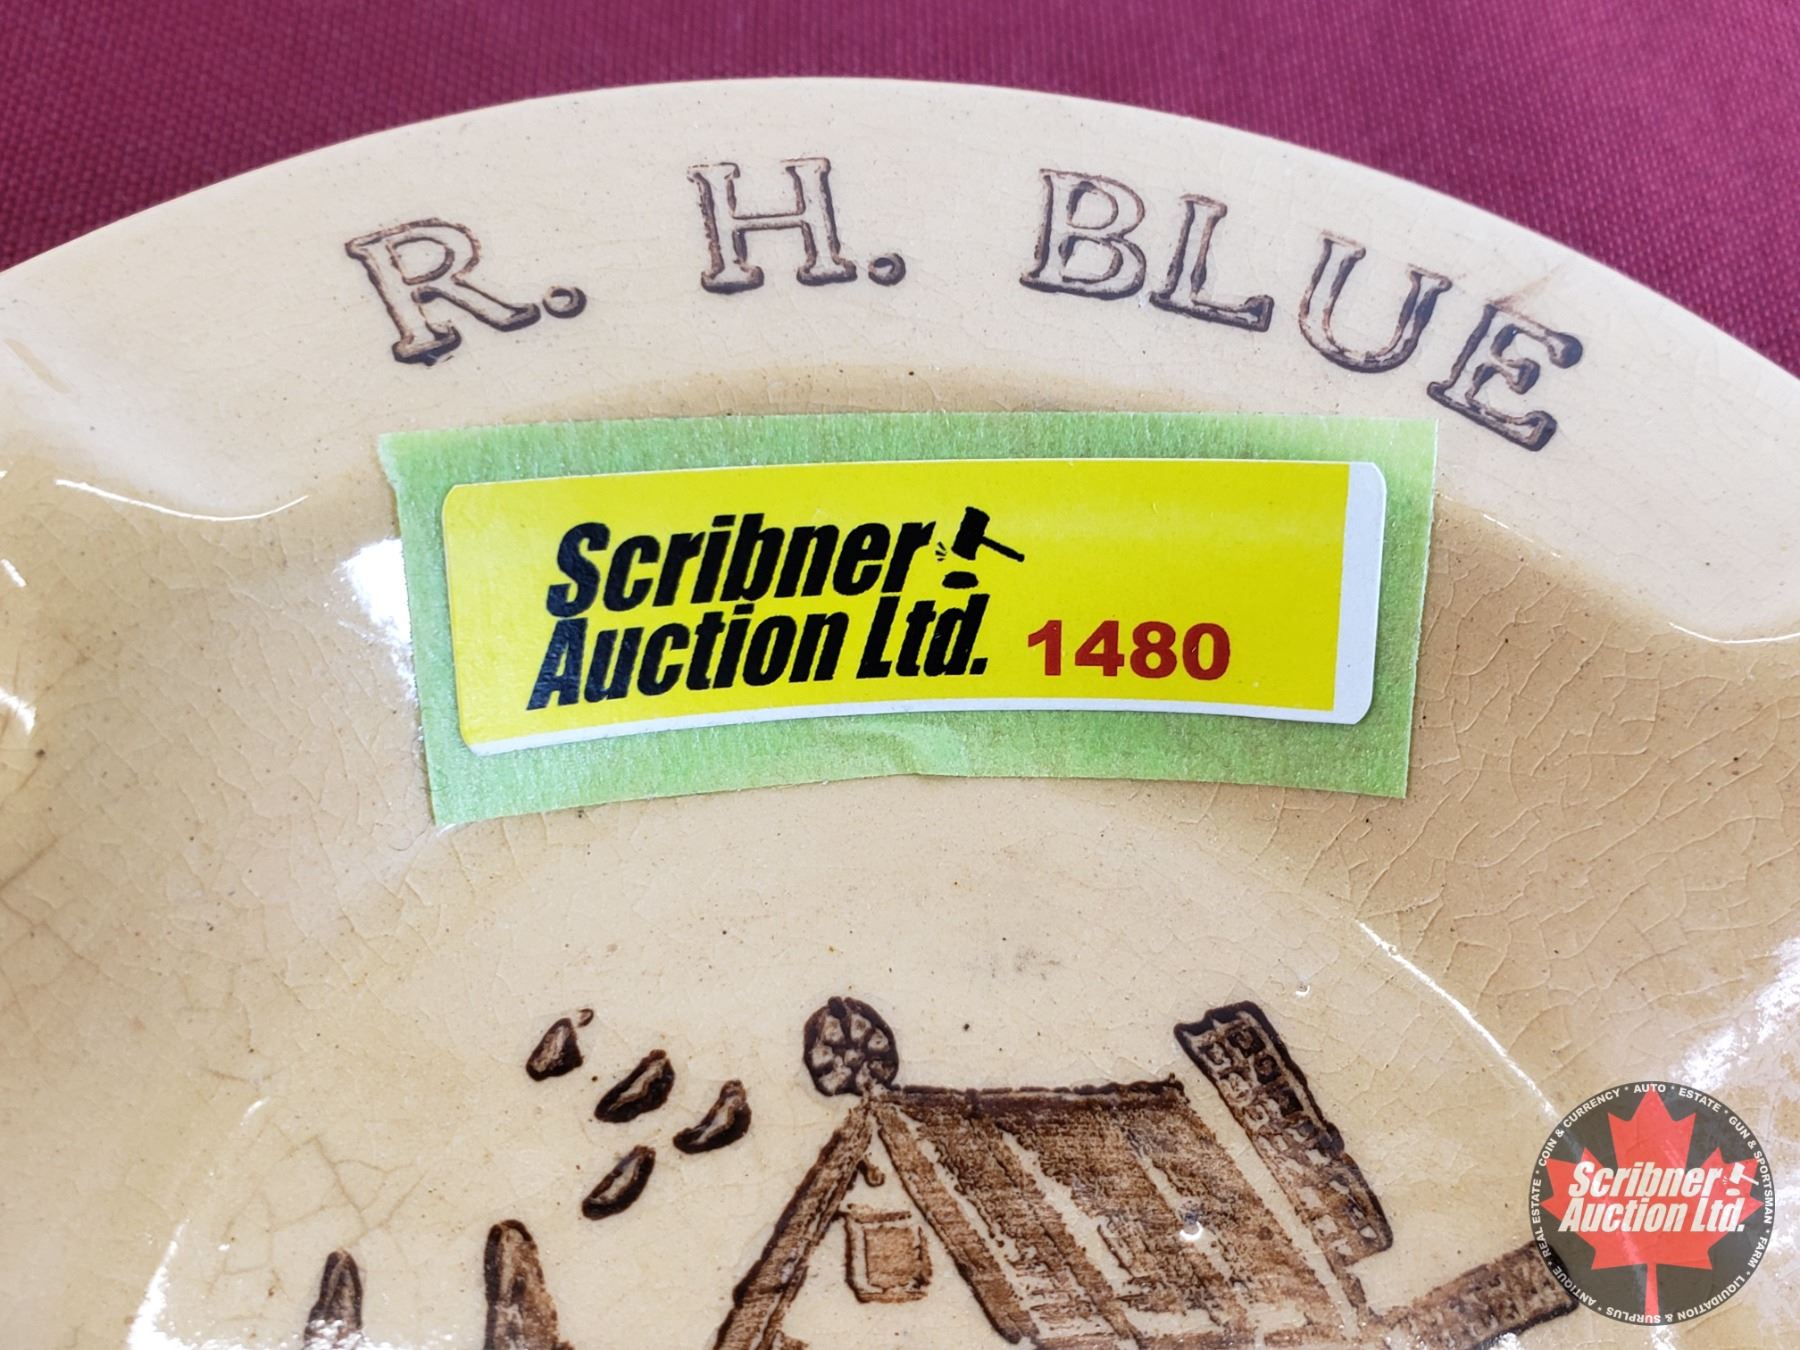 R. H. BLUE
Scribner
Auction Ltd. 1480
Scribner
Auction Ltd.
ANTIQUE * REAL ESTATE * COIN & CURRENCY * AUTO * ESTATE * GUN & SPORTSMAN * FARM * LIQUIDATION & SURPLUS *